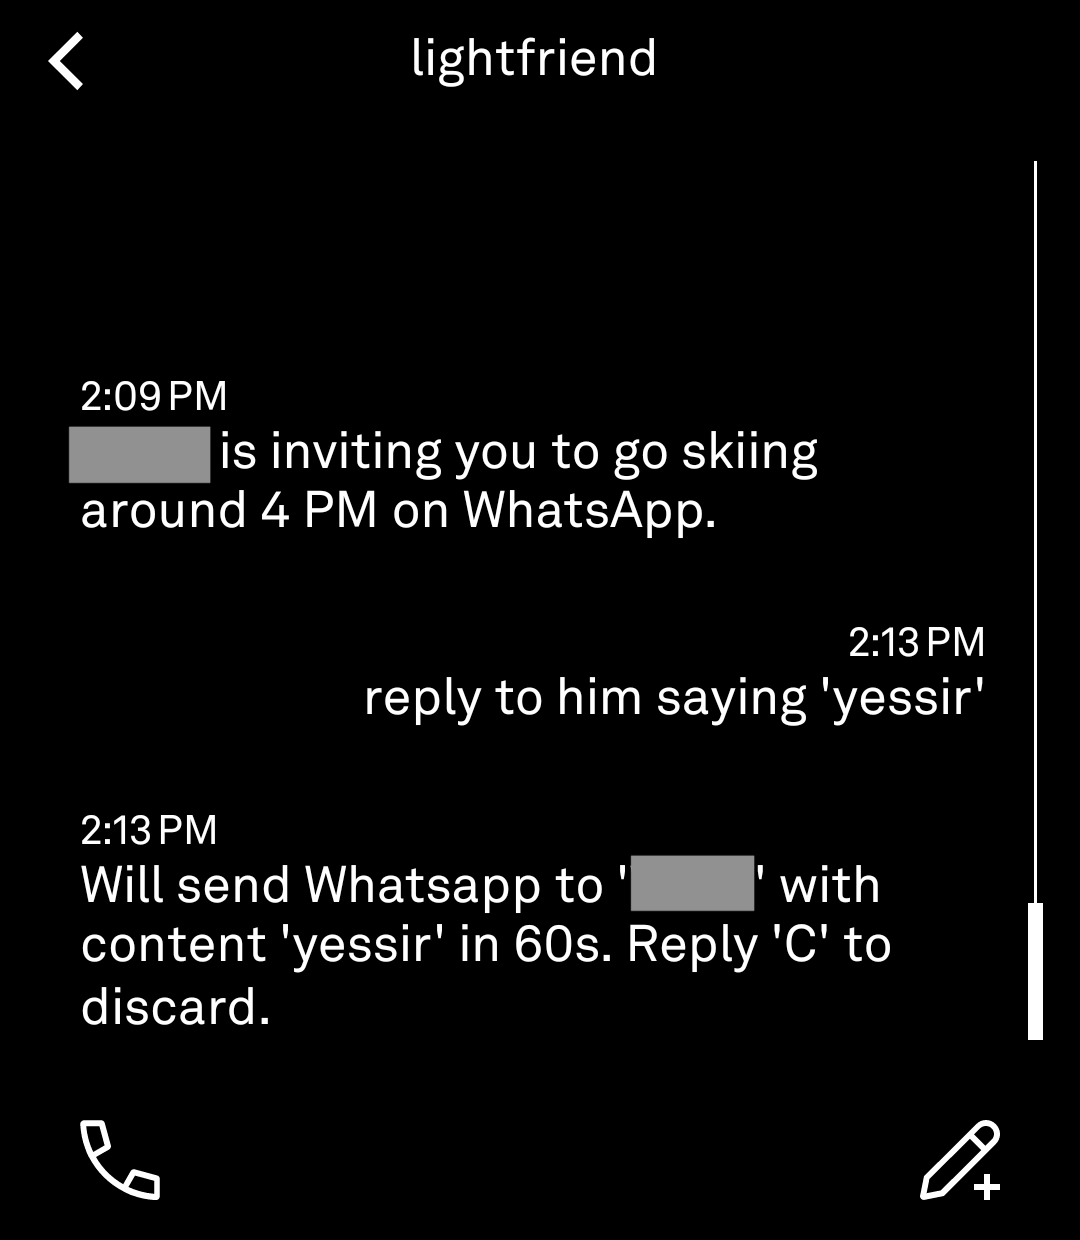 lightfriend
2:09 PM
is inviting you to go skiing
around 4 PM on WhatsApp.
2:13 PM
reply to him saying 'yessir'
2:13 PM
Will send Whatsapp to ' ' with
content 'yessir' in 60s. Reply 'C' to
discard.